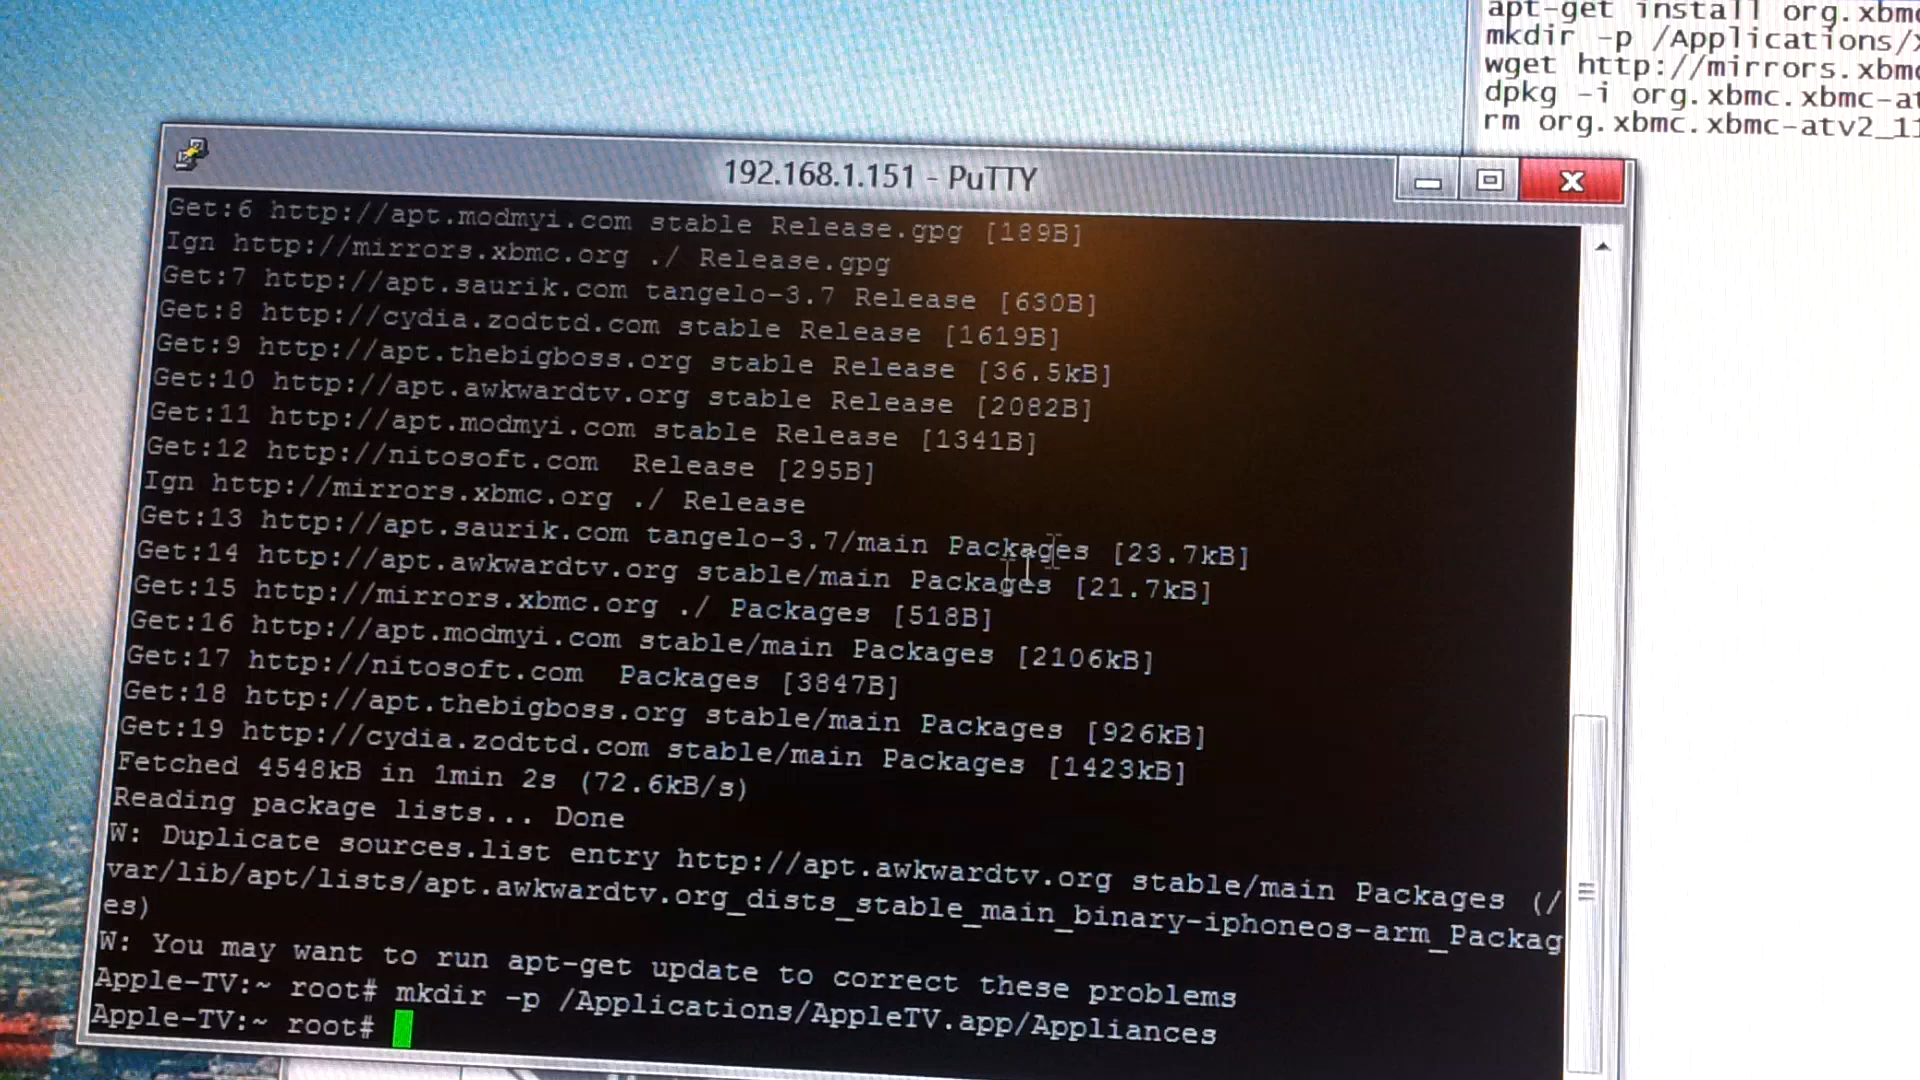 apt-get install org.xbmc
mkdir -p /Applications/
wget http://mirrors.xbmc
dpkg -i org.xbmc.xbmc-at
rm org.xbmc.xbmc-atv2_11
192.168.1.151 - PuTTY
Get:6 http://apt.modmyi.com stable Release.gpg [189B]
Ign http://mirrors.xbmc.org ./ Release.gpg
Get:7 http://apt.saurik.com tangelo-3.7 Release [630B]
Get:8 http://cydia.zodttd.com stable Release [1619B]
Get:9 http://apt.thebigboss.org stable Release [36.5kB]
Get:10 http://apt.awkwardtv.org stable Release [2082B]
Get:11 http://apt.modmyi.com stable Release [1341B]
Get:12 http://nitosoft.com  Release [295B]
Ign http://mirrors.xbmc.org ./ Release
Get:13 http://apt.saurik.com tangelo-3.7/main Packages [23.7kB]
Get:14 http://apt.awkwardtv.org stable/main Packages [21.7kB]
Get:15 http://mirrors.xbmc.org ./ Packages [518B]
Get:16 http://apt.modmyi.com stable/main Packages [2106kB]
Get:17 http://nitosoft.com  Packages [3847B]
Get:18 http://apt.thebigboss.org stable/main Packages [926kB]
Get:19 http://cydia.zodttd.com stable/main Packages [1423kB]
Fetched 4548kB in 1min 2s (72.6kB/s)
Reading package lists... Done
W: Duplicate sources.list entry http://apt.awkwardtv.org stable/main Packages (/
var/lib/apt/lists/apt.awkwardtv.org_dists_stable_main_binary-iphoneos-arm_Packag
es)
W: You may want to run apt-get update to correct these problems
Apple-TV:~ root# mkdir -p /Applications/AppleTV.app/Appliances
Apple-TV:~ root#